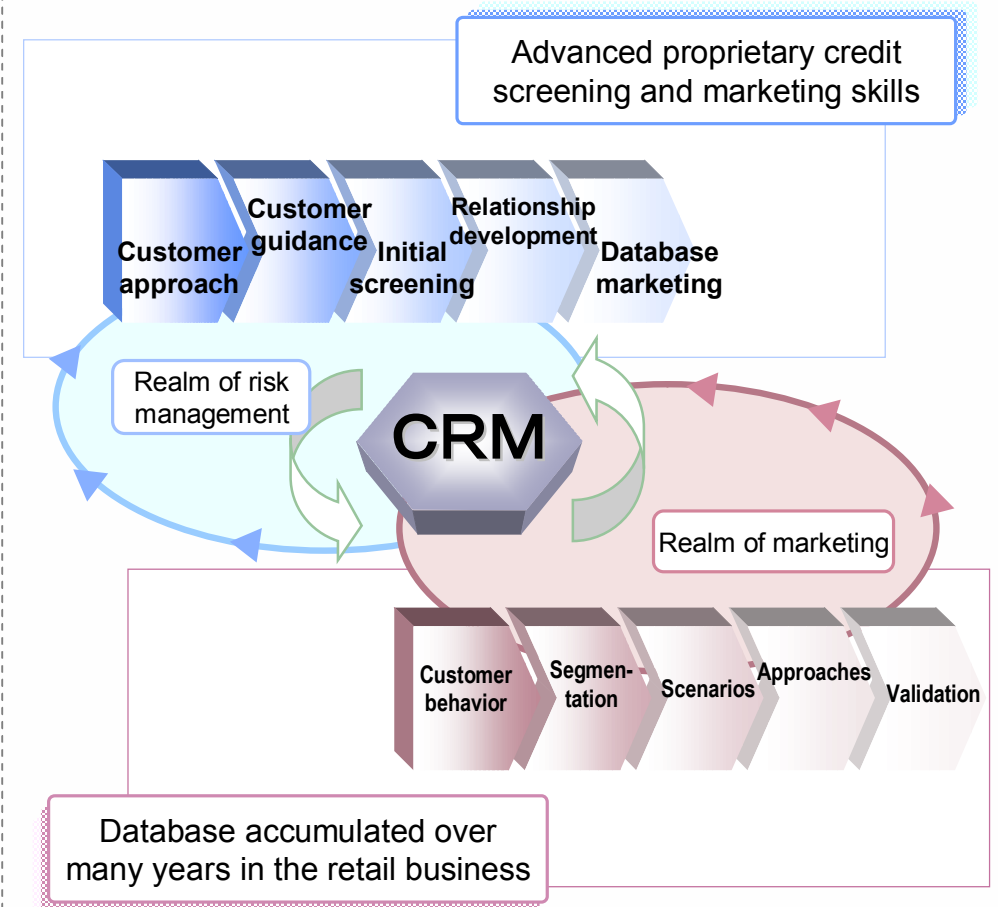 Advanced proprietary credit
screening and marketing skills
Customer
approach
Customer
guidance
Initial
screening
Relationship
development
Database
marketing
Realm of risk
management
CRM
Realm of marketing
Customer
behavior
Segmen-
tation
Scenarios
Approaches
Validation
Database accumulated over
many years in the retail business